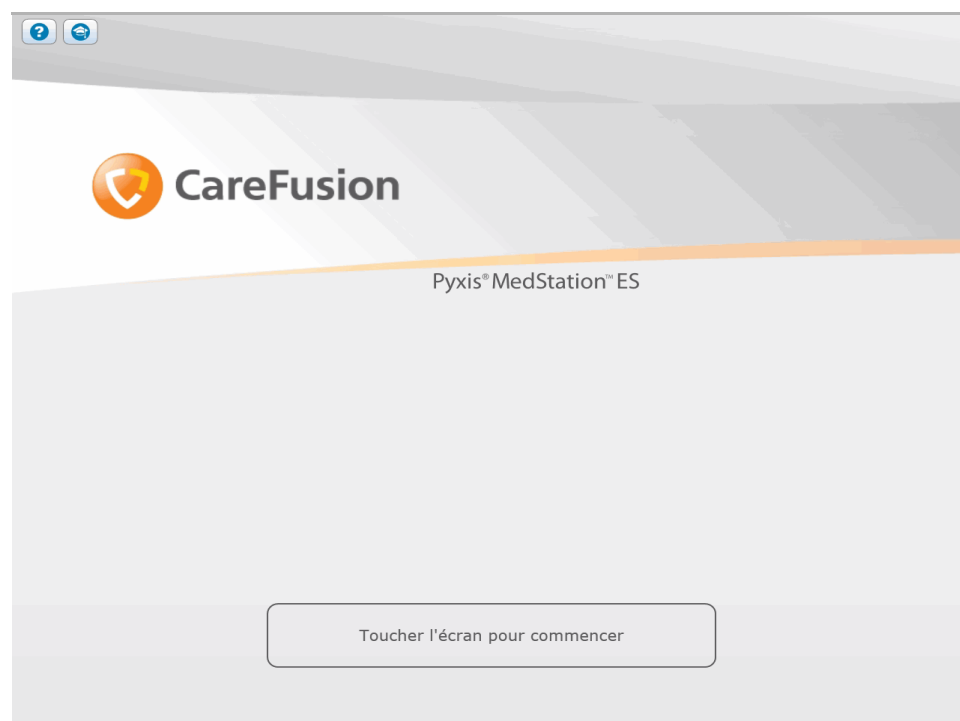 CareFusion
Pyxis® MedStation™ ES
Toucher l'écran pour commencer